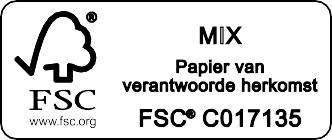 FSC
www.fsc.org
MIX
Papier van
verantwoorde herkomst
FSC® C017135